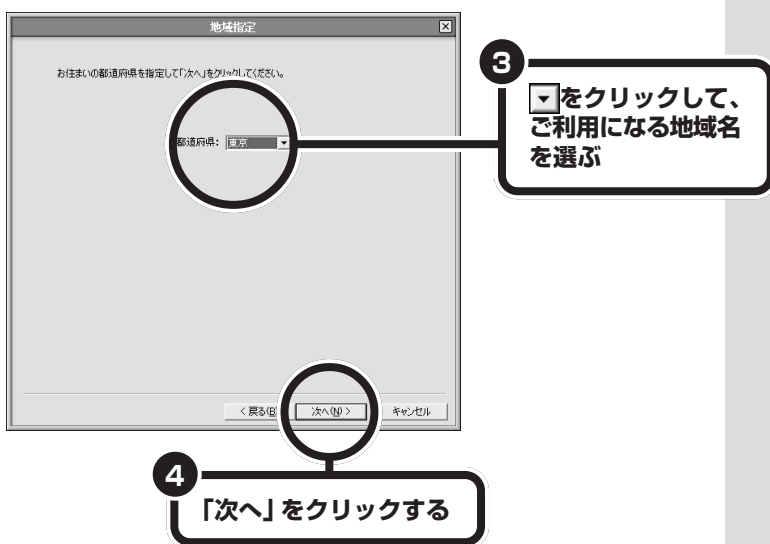 地域指定
お住まいの都道府県を指定して「次へ」をクリックしてください。
都道府県: 東京
3
をクリックして、
ご利用になる地域名
を選ぶ
< 戻る(B)
次へ(N) >
キャンセル
4
「次へ」をクリックする